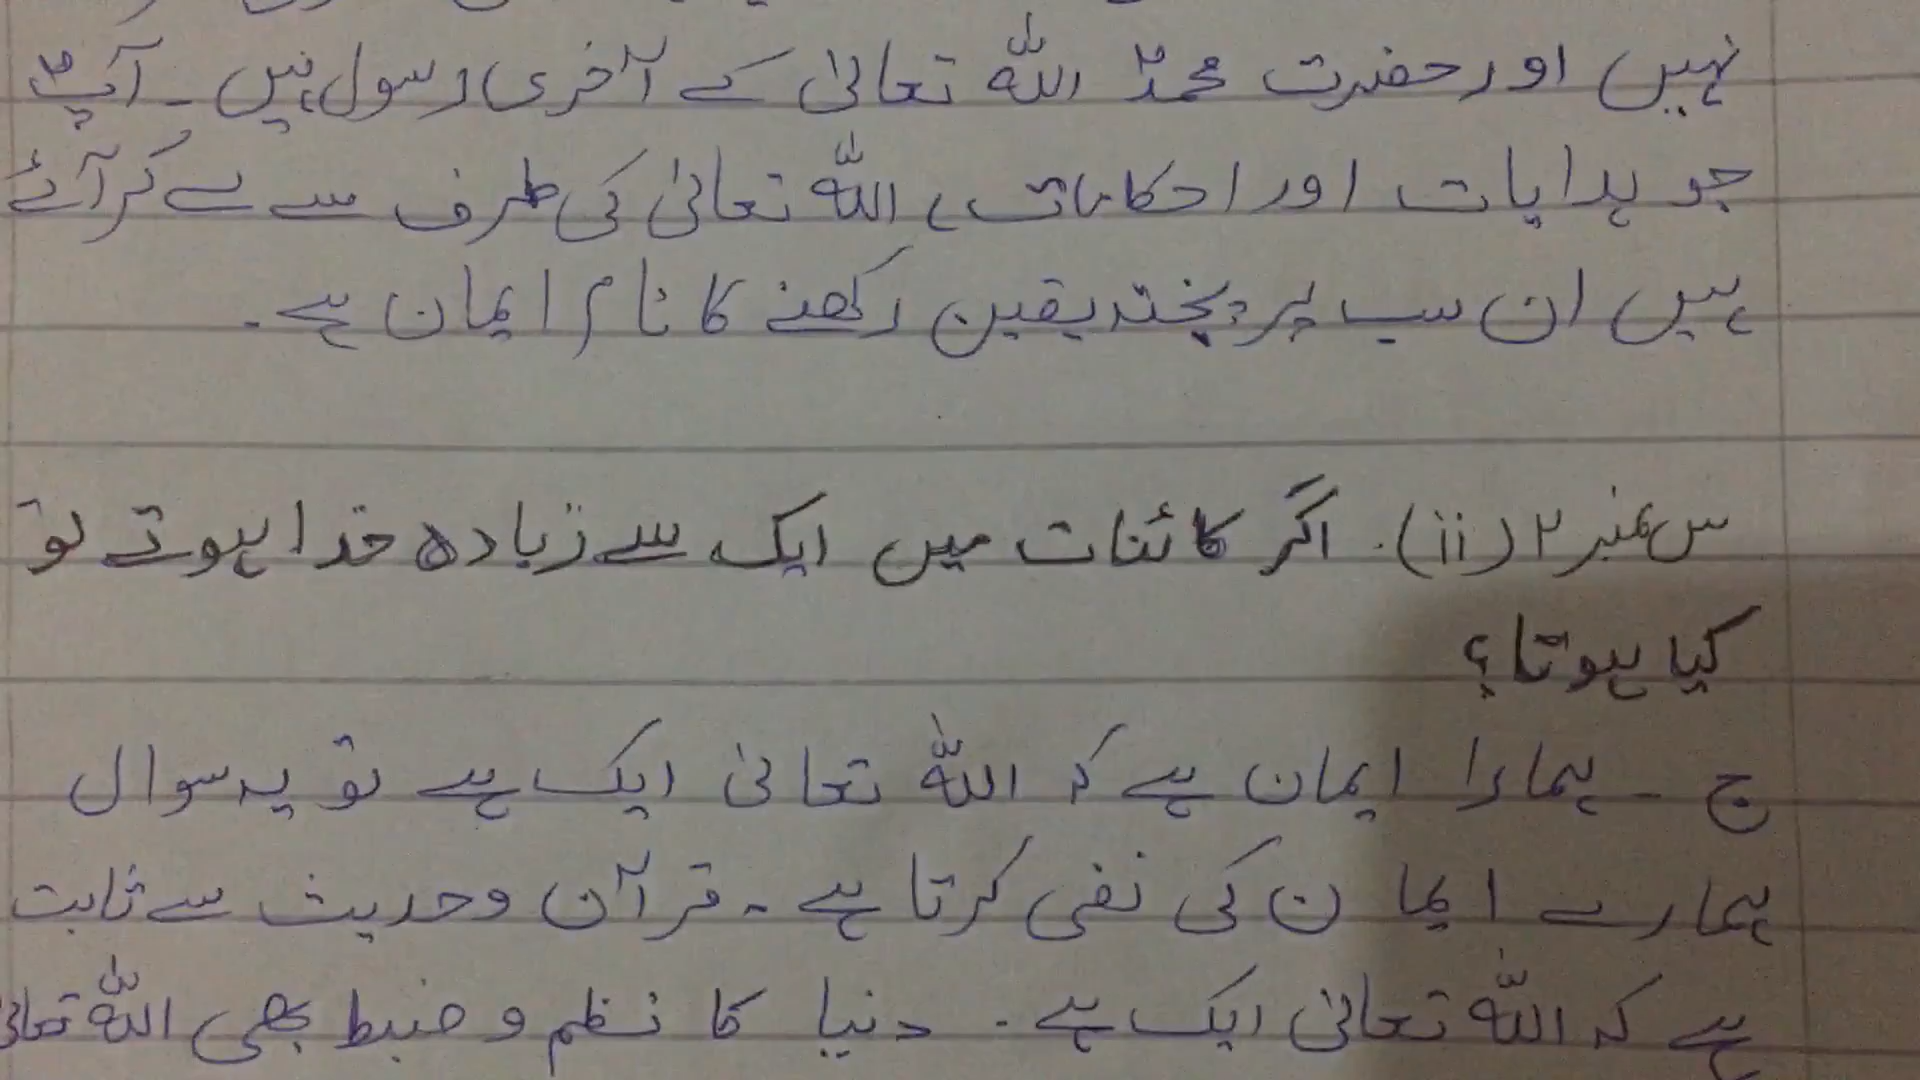 نہیں اور حضرت محمدؐ اللہ تعالیٰ کے آخری رسول ہیں۔ آپؐ
جو ہدایات اور احکامات، اللہ تعالیٰ کی طرف سے لے کر آئے
ہیں ان سب پر پختہ یقین رکھنے کا نام ایمان ہے۔
س نمبر ۲ (ii). اگر کائنات میں ایک سے زیادہ خدا ہوتے تو
کیا ہوتا؟
ج ۔ ہمارا ایمان ہے کہ اللہ تعالیٰ ایک ہے تو یہ سوال
ہمارے ایمان کی نفی کرتا ہے۔ قرآن و حدیث سے ثابت
ہے کہ اللہ تعالیٰ ایک ہے۔ دنیا کا نظم و ضبط بھی اللہ تعالیٰ